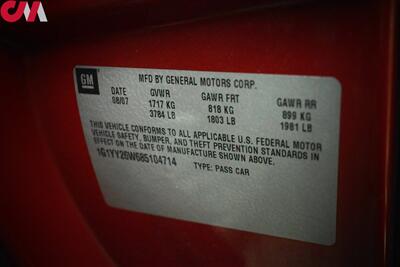 CM
GM
MFD BY GENERAL MOTORS CORP.
DATE GVWR GAWR FRT GAWR RR
08/07 1717 KG 818 KG 899 KG
3784 LB 1803 LB 1981 LB
THIS VEHICLE CONFORMS TO ALL APPLICABLE U.S. FEDERAL MOTOR
VEHICLE SAFETY, BUMPER, AND THEFT PREVENTION STANDARDS IN
EFFECT ON THE DATE OF MANUFACTURE SHOWN ABOVE.
1G1YY26W685104714 TYPE: PASS CAR